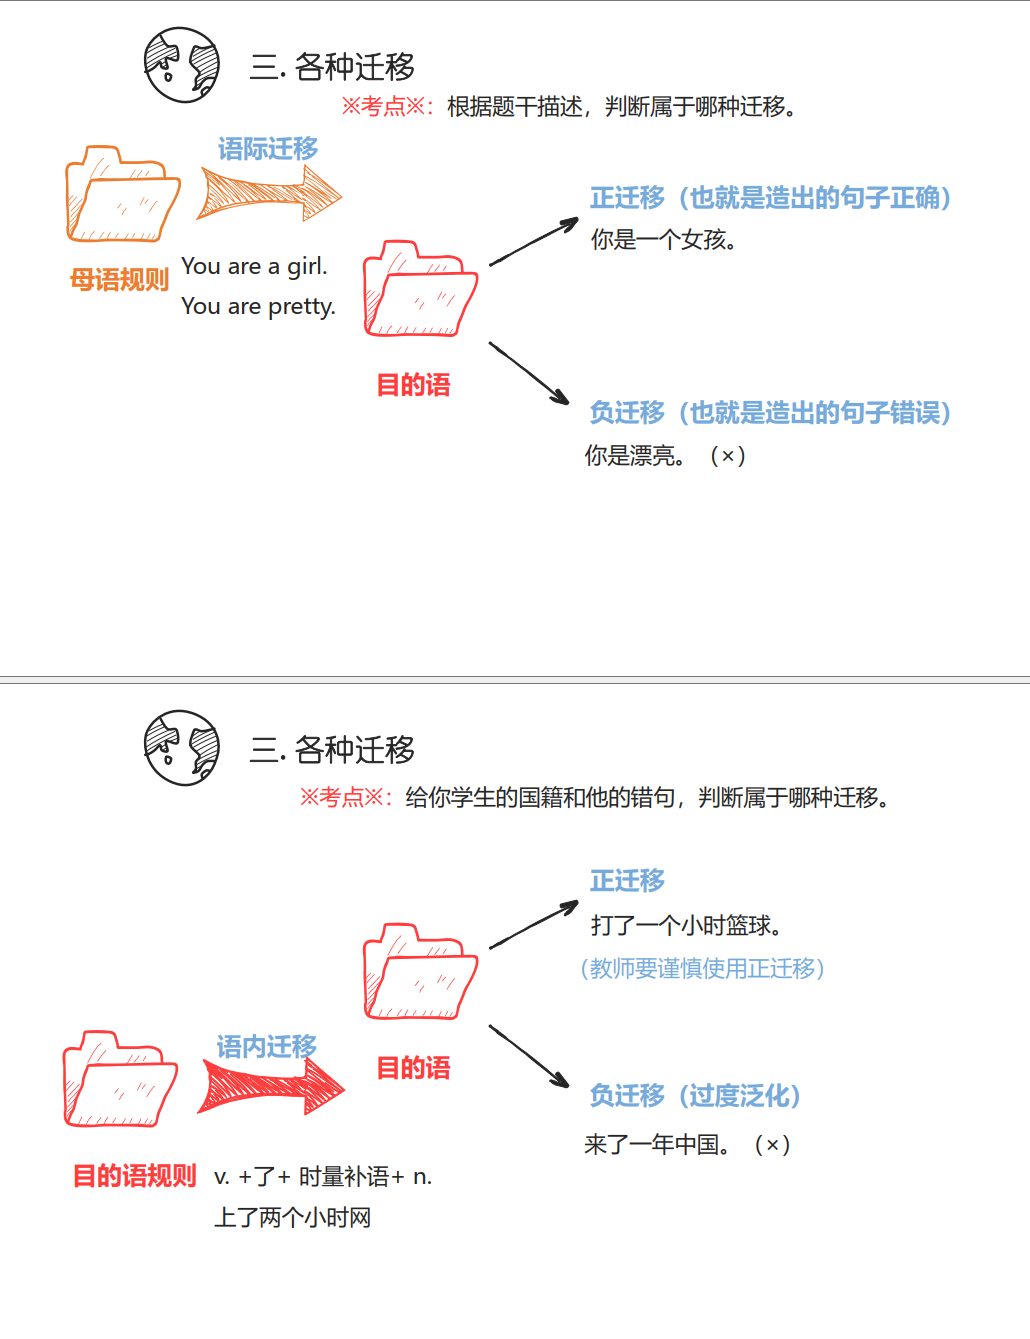 三. 各种迁移
※考点※：根据题干描述，判断属于哪种迁移。
语际迁移
正迁移（也就是造出的句子正确）
你是一个女孩。
母语规则
You are a girl.
You are pretty.
目的语
负迁移（也就是造出的句子错误）
你是漂亮。（×）
三. 各种迁移
※考点※：给你学生的国籍和他的错句，判断属于哪种迁移。
正迁移
打了一个小时篮球。
（教师要谨慎使用正迁移）
语内迁移
目的语
负迁移（过度泛化）
来了一年中国。（×）
目的语规则
v. +了+ 时量补语+ n.
上了两个小时网